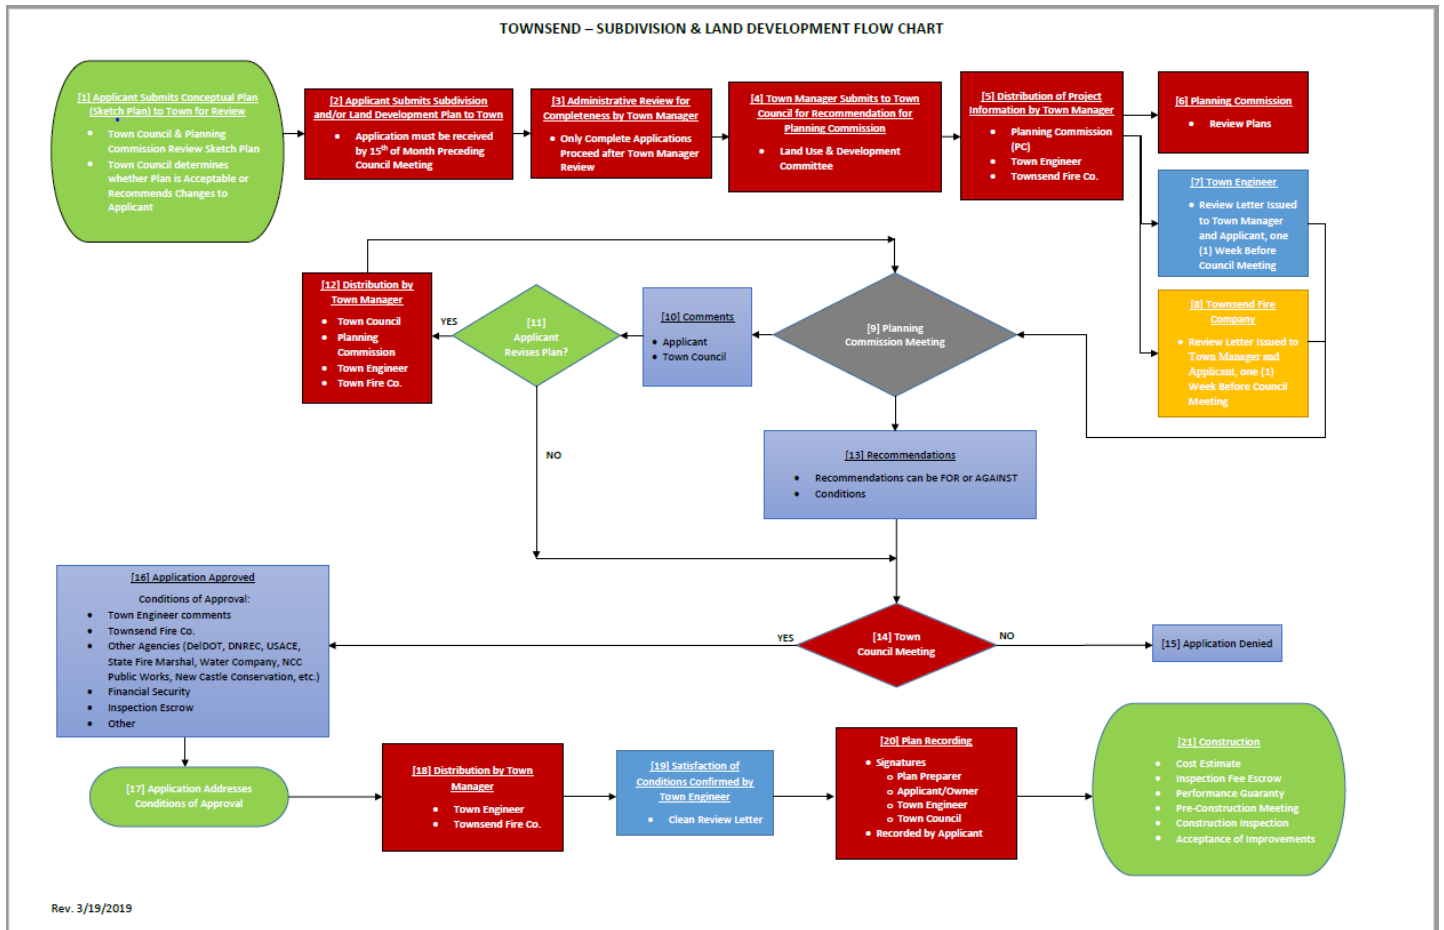 TOWNSEND – SUBDIVISION & LAND DEVELOPMENT FLOW CHART
[1] Applicant Submits Conceptual Plan
(Sketch Plan) to Town for Review
• Town Council & Planning
Commission Review Sketch Plan
• Town Council determines
whether Plan is Acceptable or
Recommends Changes to
Applicant
[2] Applicant Submits Subdivision
and/or Land Development Plan to Town
• Application must be received
by 15th of Month Preceding
Council Meeting
[3] Administrative Review for
Completeness by Town Manager
• Only Complete Applications
Proceed after Town Manager
Review
[4] Town Manager Submits to Town
Council for Recommendation for
Planning Commission
• Land Use & Development
Committee
[5] Distribution of Project
Information by Town Manager
• Planning Commission
(PC)
• Town Engineer
• Townsend Fire Co.
[6] Planning Commission
• Review Plans
[7] Town Engineer
• Review Letter Issued
to Town Manager
and Applicant, one
(1) Week Before
Council Meeting
[8] Townsend Fire
Company
• Review Letter Issued to
Town Manager and
Applicant, one (1)
Week Before Council
Meeting
[9] Planning
Commission Meeting
[10] Comments
• Applicant
• Town Council
[11]
Applicant
Revises Plan?
YES
NO
[12] Distribution by
Town Manager
• Town Council
• Planning
Commission
• Town Engineer
• Town Fire Co.
[13] Recommendations
• Recommendations can be FOR or AGAINST
• Conditions
[14] Town
Council Meeting
YES
NO
[15] Application Denied
[16] Application Approved
Conditions of Approval:
• Town Engineer comments
• Townsend Fire Co.
• Other Agencies (DelDOT, DNREC, USACE,
State Fire Marshal, Water Company, NCC
Public Works, New Castle Conservation, etc.)
• Financial Security
• Inspection Escrow
• Other
[17] Application Addresses
Conditions of Approval
[18] Distribution by Town
Manager
• Town Engineer
• Townsend Fire Co.
[19] Satisfaction of
Conditions Confirmed by
Town Engineer
• Clean Review Letter
[20] Plan Recording
• Signatures
o Plan Preparer
o Applicant/Owner
o Town Engineer
o Town Council
• Recorded by Applicant
[21] Construction
• Cost Estimate
• Inspection Fee Escrow
• Performance Guaranty
• Pre-Construction Meeting
• Construction Inspection
• Acceptance of Improvements
Rev. 3/19/2019